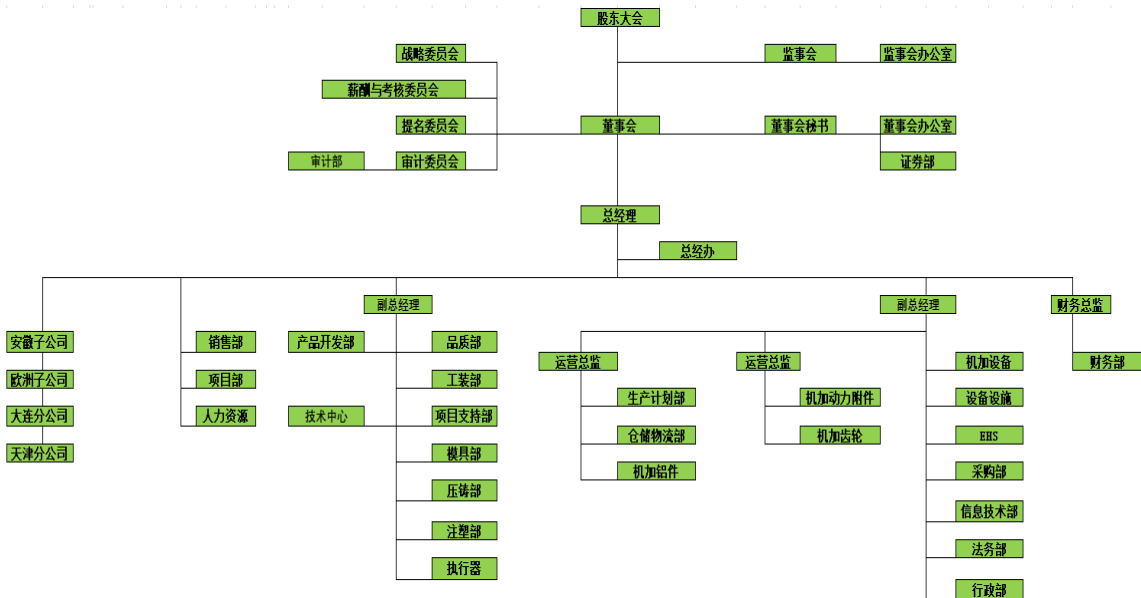 股东大会
战略委员会
监事会
监事会办公室
薪酬与考核委员会
提名委员会
董事会
董事会秘书
董事会办公室
审计部
审计委员会
证券部
总经理
总经办
副总经理
副总经理
财务总监
安徽子公司
销售部
产品开发部
品质部
运营总监
运营总监
机加设备
财务部
欧洲子公司
项目部
工装部
生产计划部
机加动力附件
设备设施
大连分公司
人力资源
技术中心
项目支持部
仓储物流部
机加齿轮
EHS
天津分公司
模具部
机加铝件
采购部
压铸部
信息技术部
注塑部
法务部
执行器
行政部